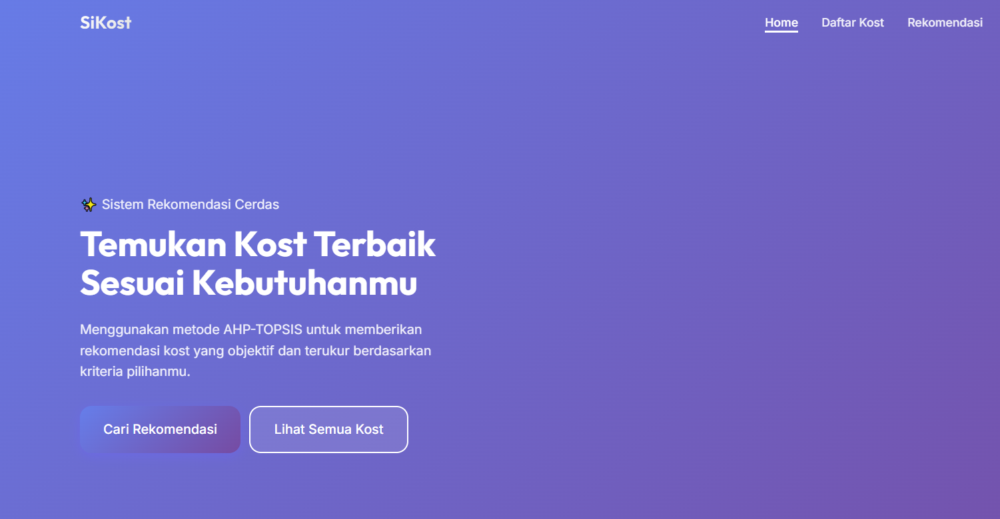 SiKost
Home
Daftar Kost
Rekomendasi
✨ Sistem Rekomendasi Cerdas
Temukan Kost Terbaik
Sesuai Kebutuhanmu
Menggunakan metode AHP-TOPSIS untuk memberikan
rekomendasi kost yang objektif dan terukur berdasarkan
kriteria pilihanmu.
Cari Rekomendasi
Lihat Semua Kost